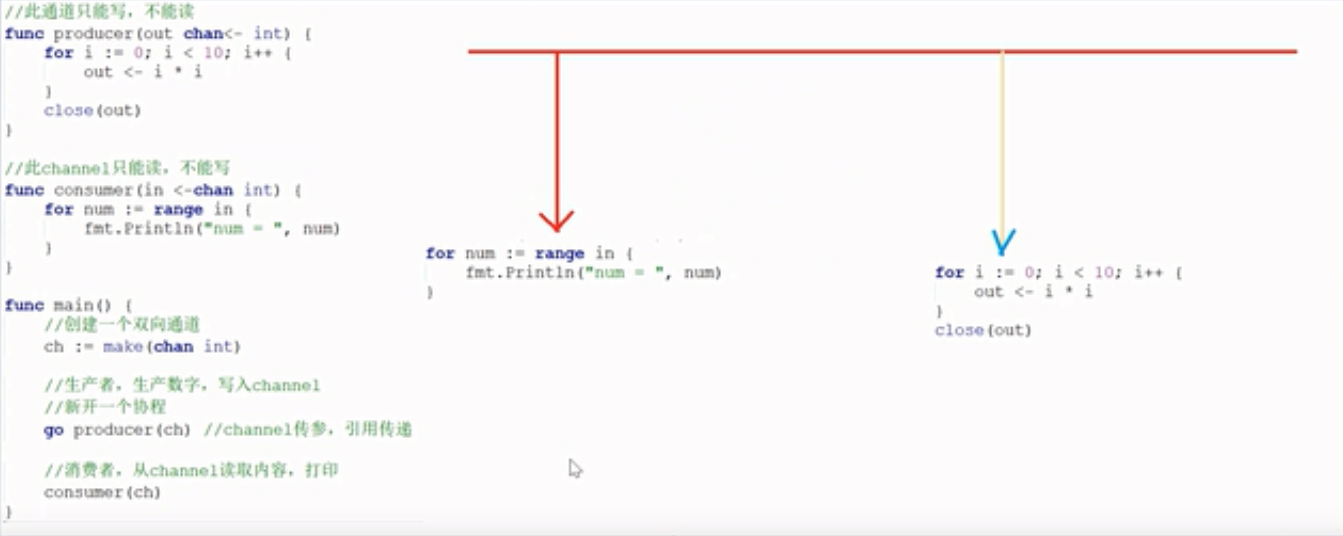 //此通道只能写，不能读
func producer(out chan<- int) {
    for i := 0; i < 10; i++ {
        out <- i * i
    }
    close(out)
}
//此channel只能读，不能写
func consumer(in <-chan int) {
    for num := range in {
        fmt.Println("num = ", num)
    }
}
func main() {
    //创建一个双向通道
    ch := make(chan int)
    //生产者，生产数字，写入channel
    //新开一个协程
    go producer(ch) //channel传参，引用传递
    //消费者，从channel读取内容，打印
    consumer(ch)
}
for num := range in {
    fmt.Println("num = ", num)
}
for i := 0; i < 10; i++ {
    out <- i * i
}
close(out)